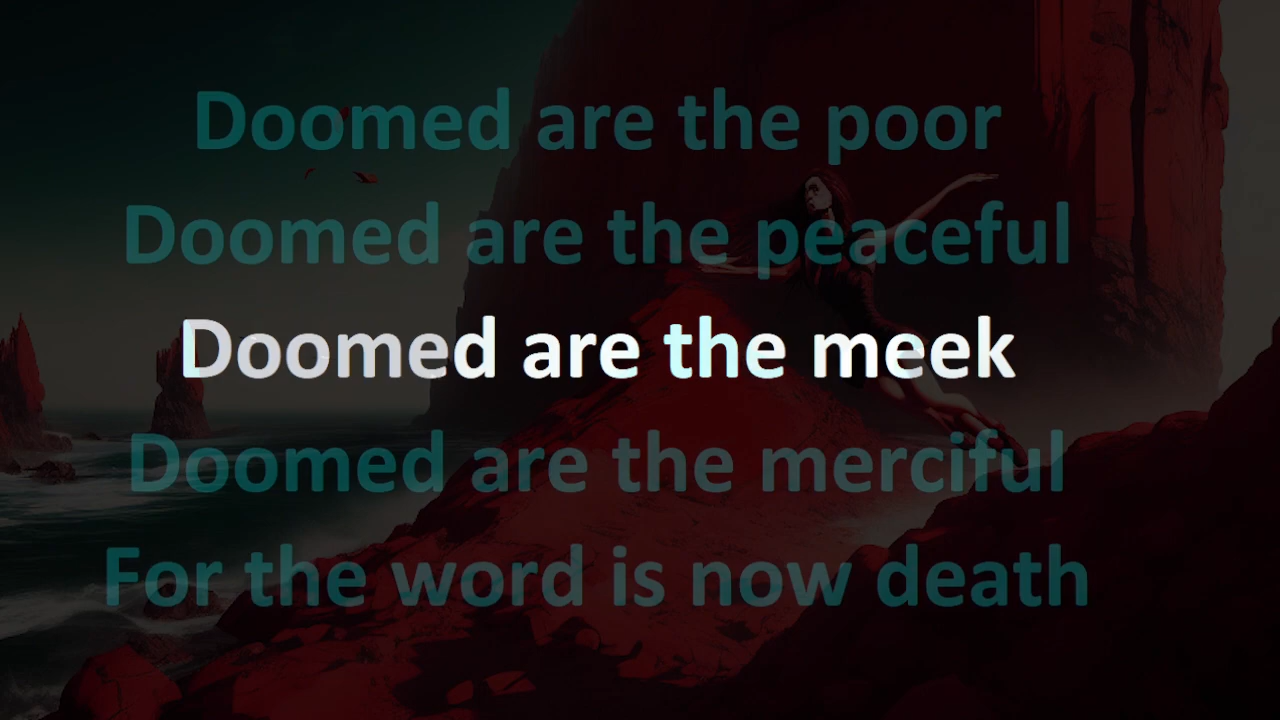 Doomed are the poor
Doomed are the peaceful
Doomed are the meek
Doomed are the merciful
For the word is now death